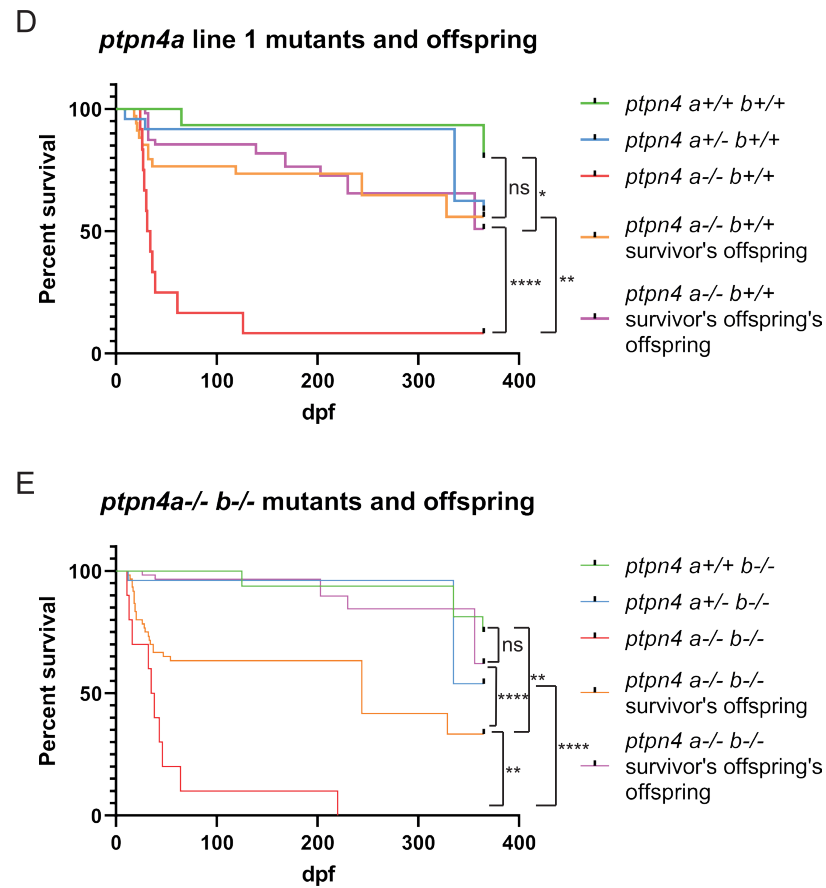 D
ptpn4a line 1 mutants and offspring
Percent survival
100
50
0
0 100 200 300 400
dpf
ns
*
****
**
ptpn4 a+/+ b+/+
ptpn4 a+/- b+/+
ptpn4 a-/- b+/+
ptpn4 a-/- b+/+
survivor's offspring
ptpn4 a-/- b+/+
survivor's offspring's
offspring
E
ptpn4a-/- b-/- mutants and offspring
Percent survival
100
50
0
0 100 200 300 400
dpf
ns
**
****
****
**
ptpn4 a+/+ b-/-
ptpn4 a+/- b-/-
ptpn4 a-/- b-/-
ptpn4 a-/- b-/-
survivor's offspring
ptpn4 a-/- b-/-
survivor's offspring's
offspring